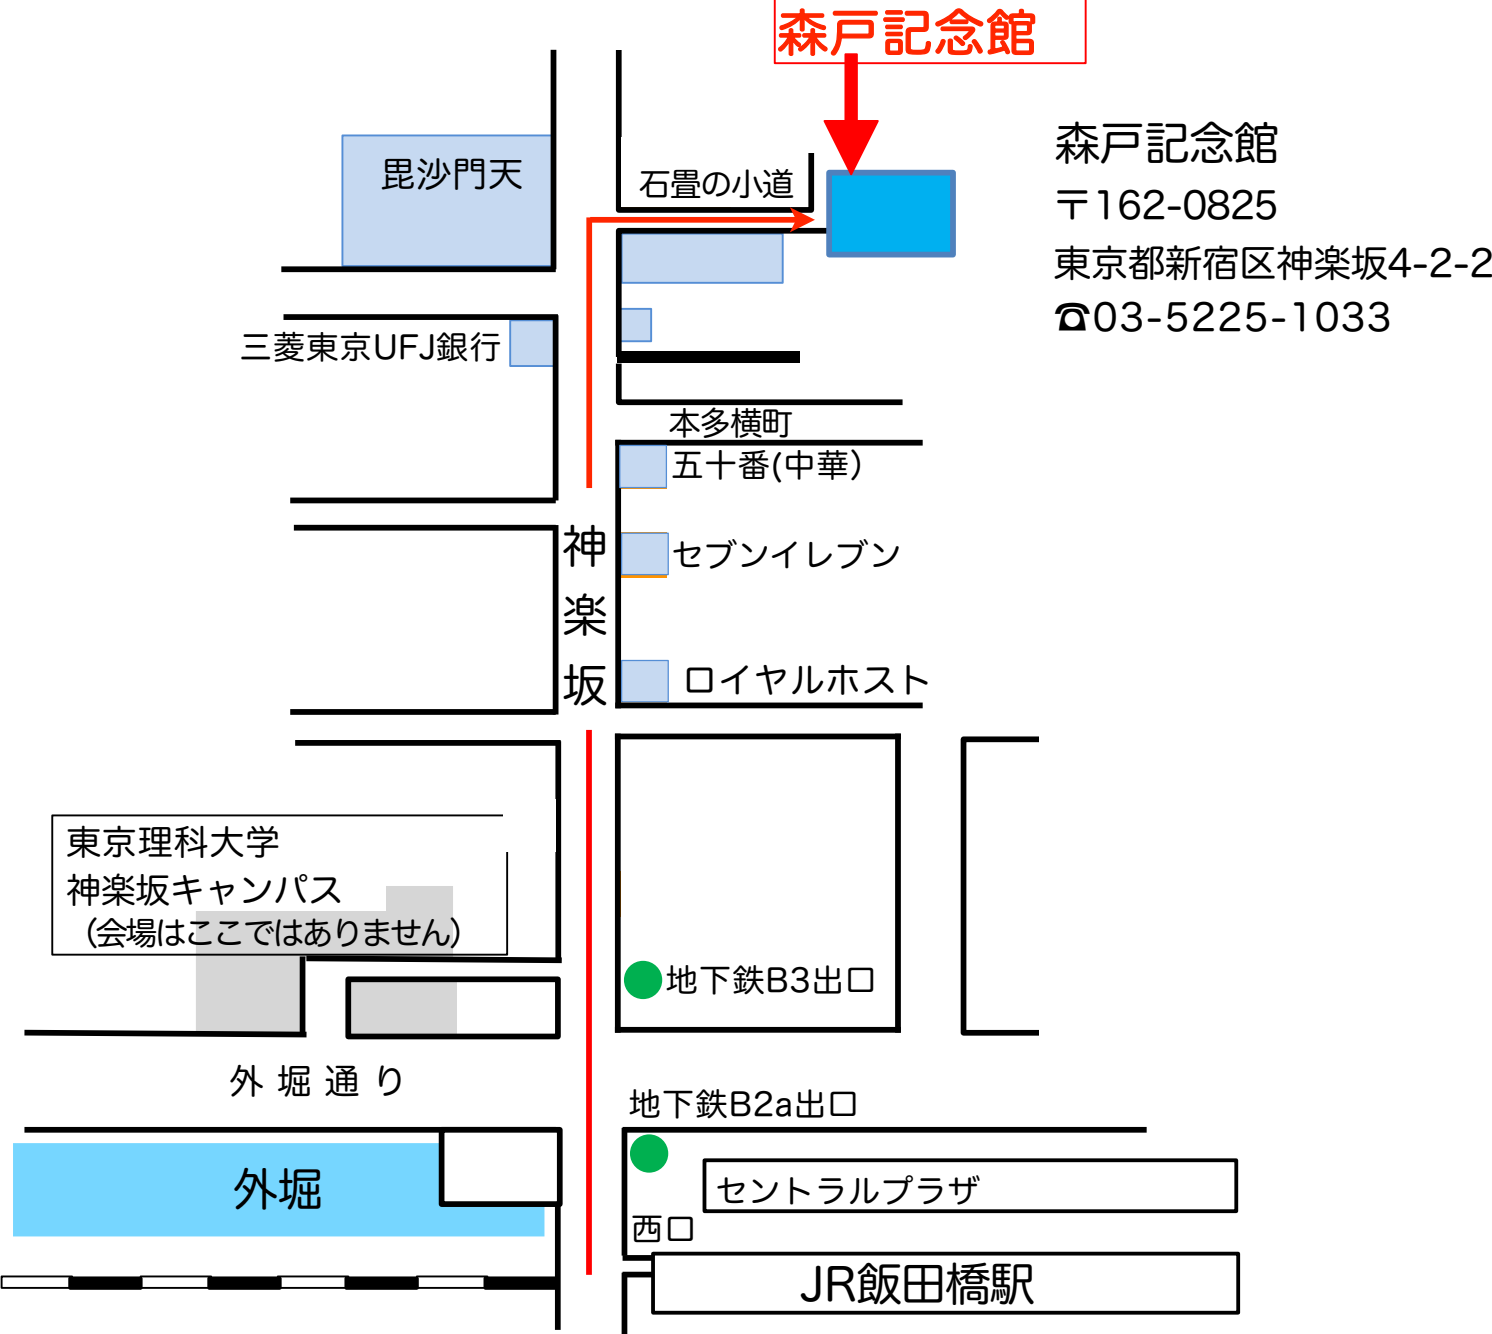 森戸記念館
森戸記念館
〒162-0825
東京都新宿区神楽坂4-2-2
☎03-5225-1033
毘沙門天
石畳の小道
三菱東京UFJ銀行
本多横町
五十番(中華）
神楽坂
セブンイレブン
ロイヤルホスト
東京理科大学
神楽坂キャンパス
（会場はここではありません）
地下鉄B3出口
外堀通り
地下鉄B2a出口
外堀
セントラルプラザ
西口
JR飯田橋駅